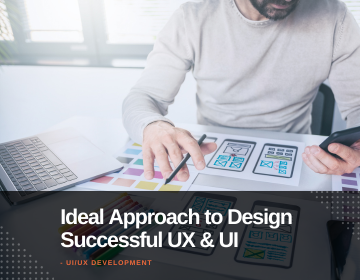 Ideal Approach to Design
Successful UX & UI
- UI/UX DEVELOPMENT